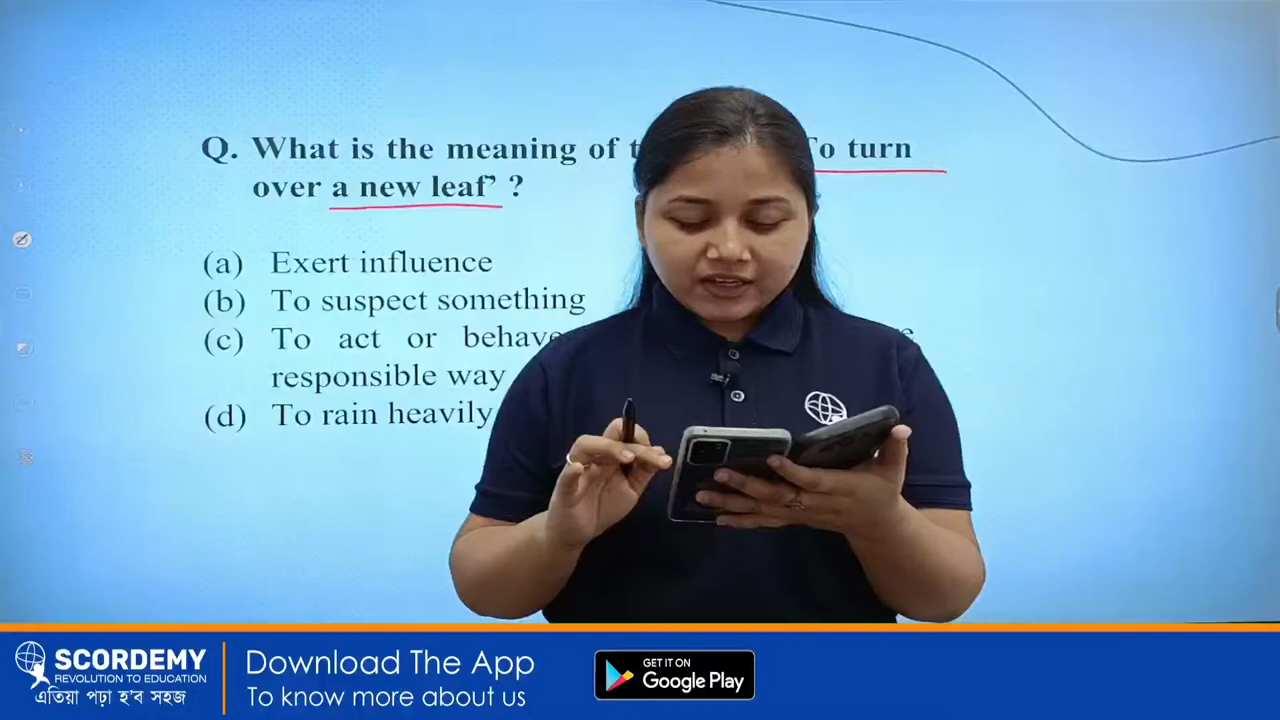 Q. What is the meaning of To turn
over a new leaf’ ?
(a) Exert influence
(b) To suspect something
(c) To act or behave
responsible way
(d) To rain heavily
SCORDEMY
REVOLUTION TO EDUCATION
এতিয়া পঢ়া হ'ব সহজ
Download The App
To know more about us
GET IT ON
Google Play